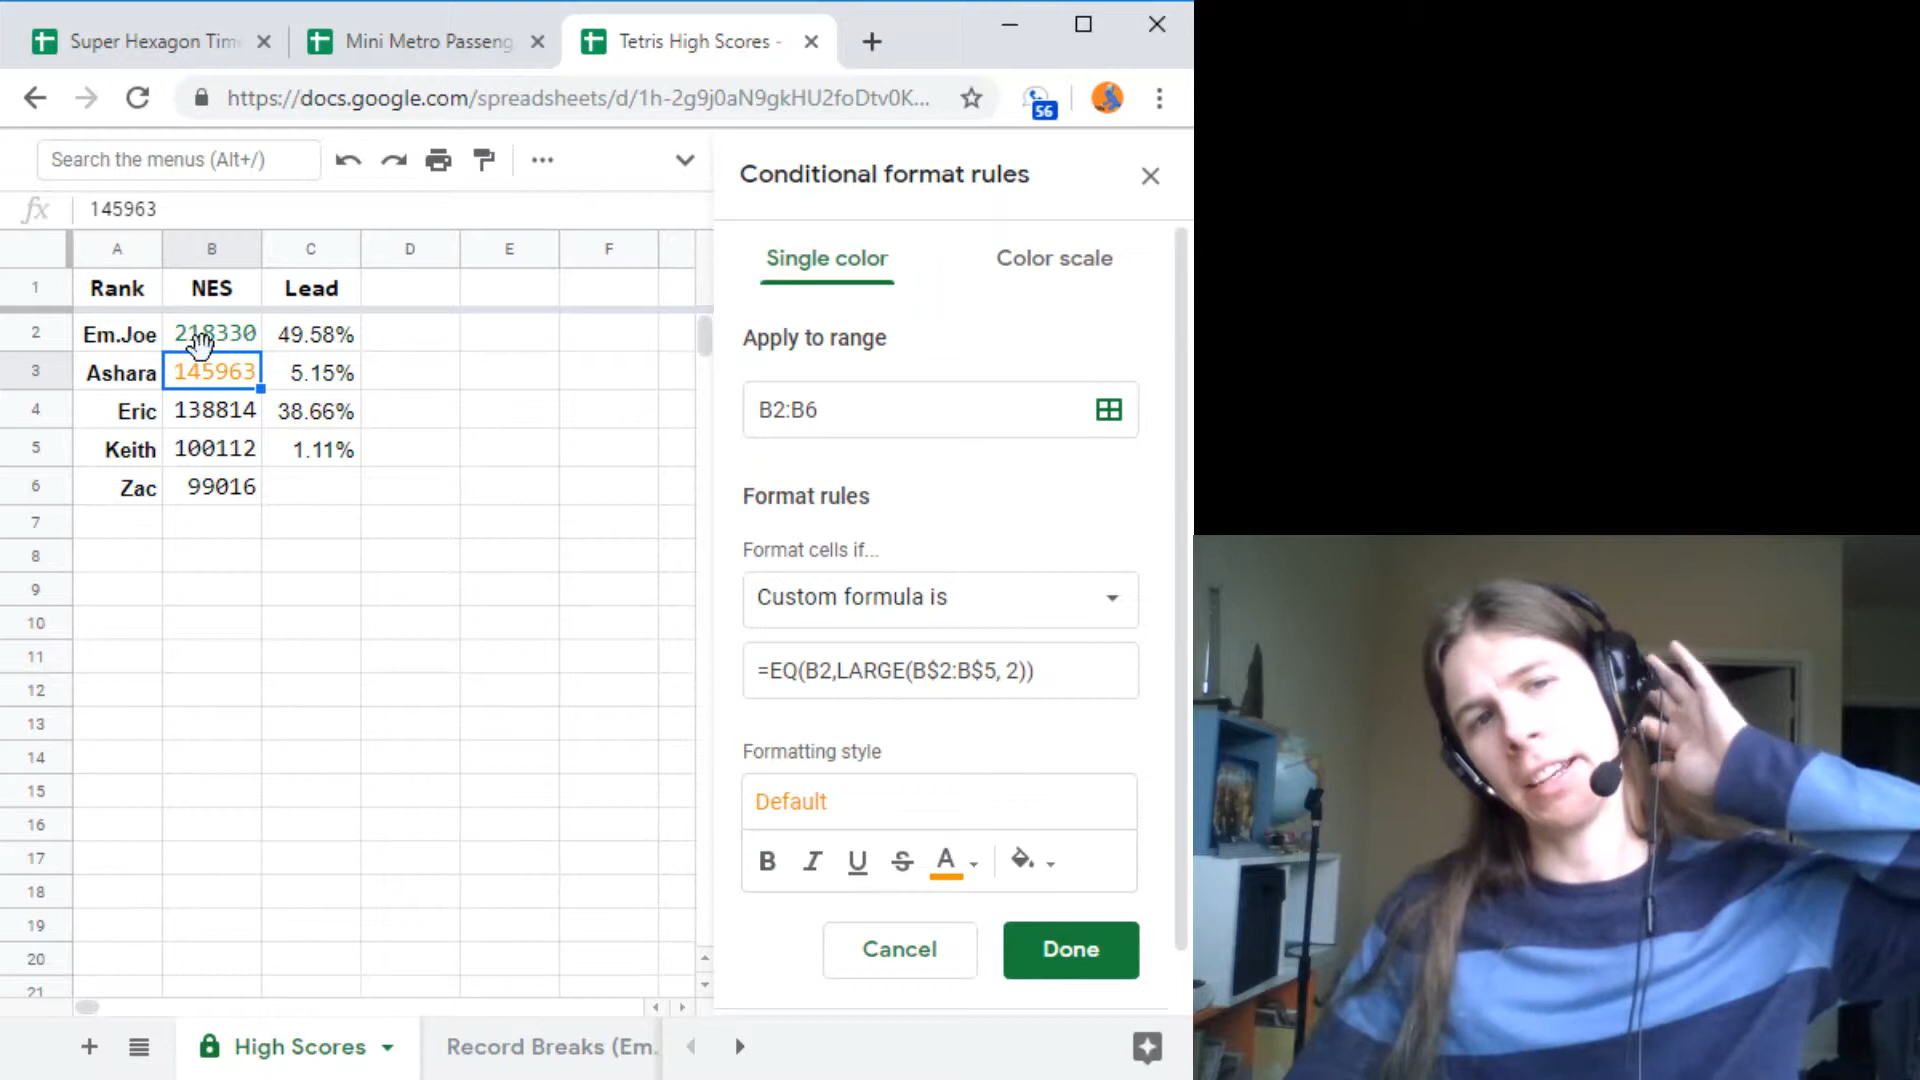 Super Hexagon Tim
Mini Metro Passeng
Tetris High Scores -
https://docs.google.com/spreadsheets/d/1h-2g9j0aN9gkHU2foDtv0K...
56
Search the menus (Alt+/)
fx 145963
A B C D E F
1 Rank NES Lead
2 Em.Joe 218330 49.58%
3 Ashara 145963 5.15%
4 Eric 138814 38.66%
5 Keith 100112 1.11%
6 Zac 99016
7
8
9
10
11
12
13
14
15
16
17
18
19
20
21
High Scores
Record Breaks (Em.
Conditional format rules
Single color
Color scale
Apply to range
B2:B6
Format rules
Format cells if...
Custom formula is
=EQ(B2,LARGE(B$2:B$5, 2))
Formatting style
Default
B I U S A
Cancel
Done